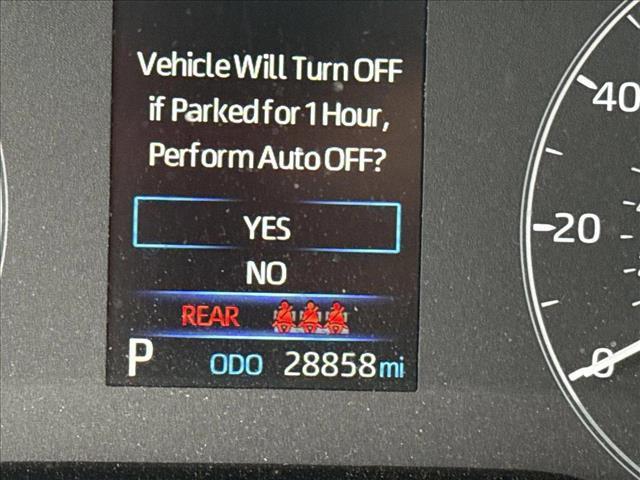 Vehicle Will Turn OFF
if Parked for 1 Hour,
Perform Auto OFF?
YES
NO
REAR
P ODO 28858 mi
40
20
0